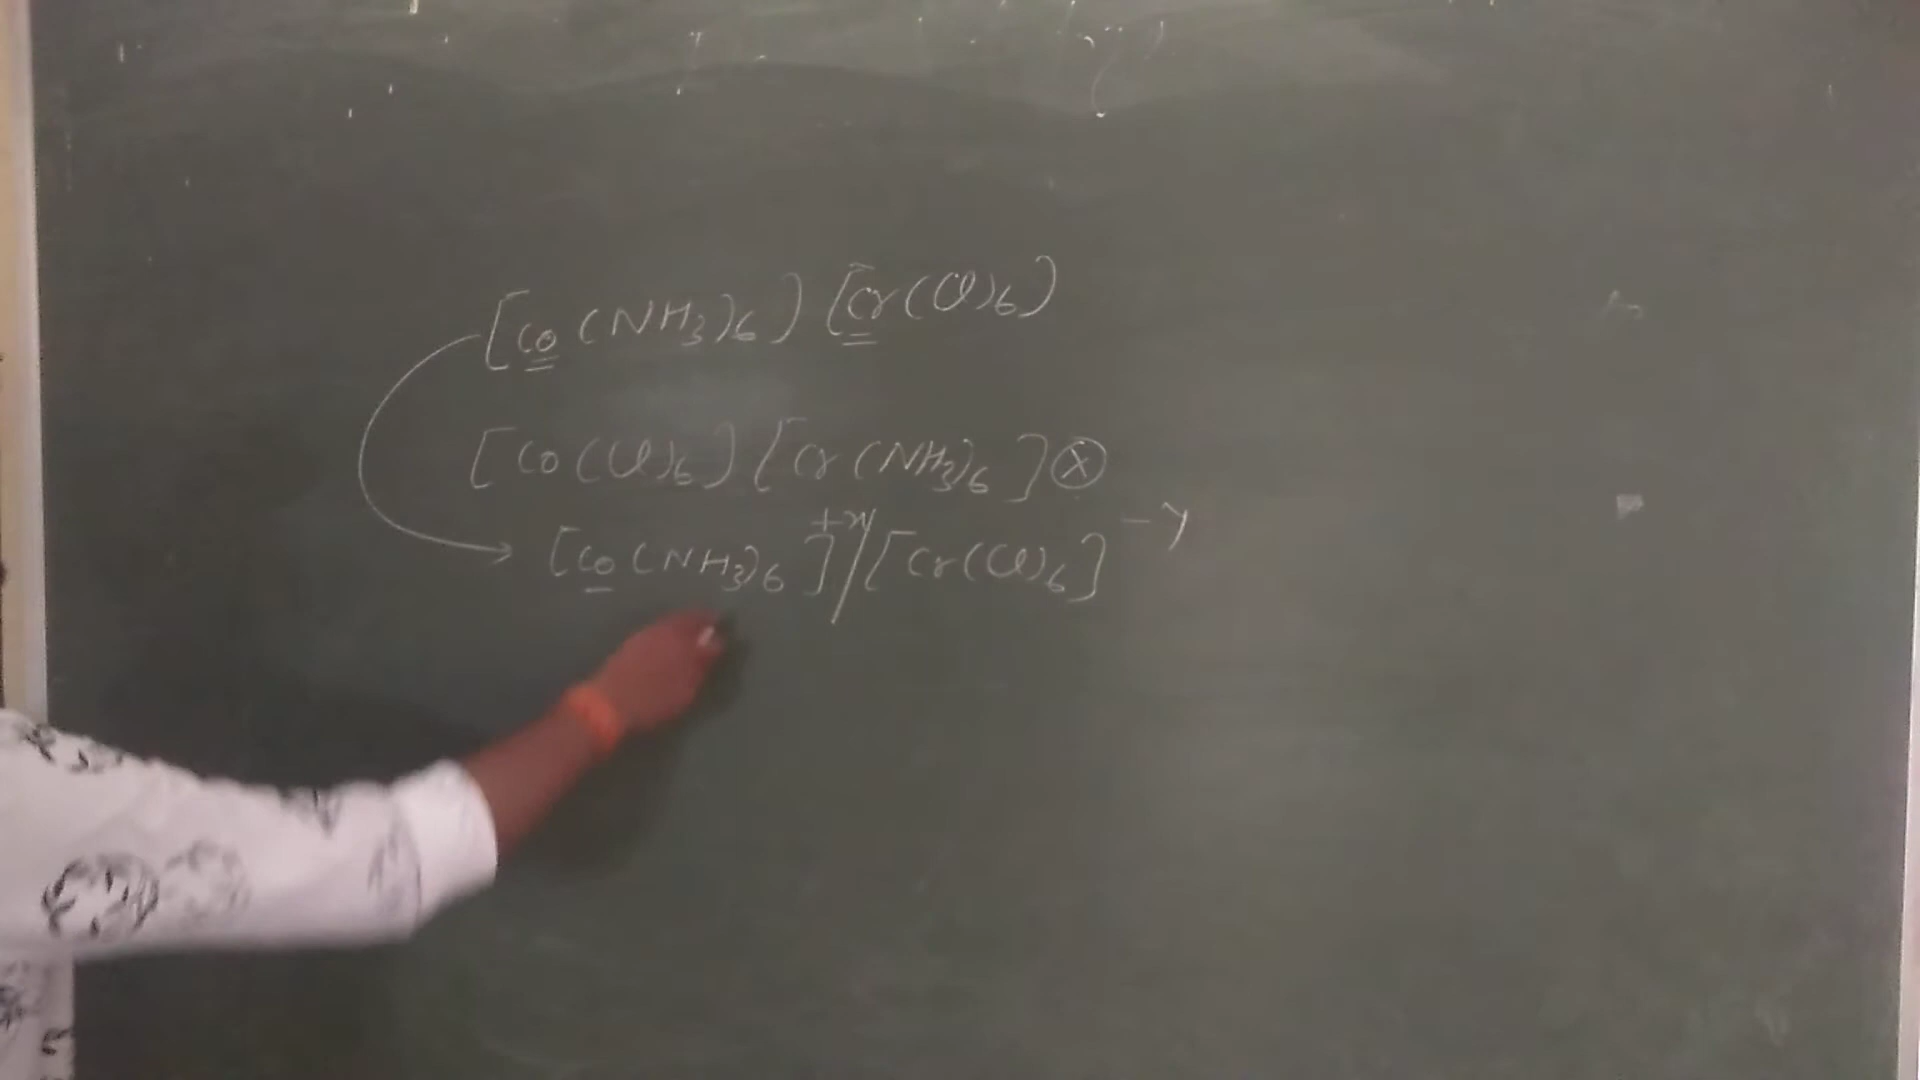 [Co(NH3)6] [Cr(Cl)6]
[Co(Cl)6] [Cr(NH3)6] ⓧ
[Co(NH3)6]+x / [Cr(Cl)6]-y